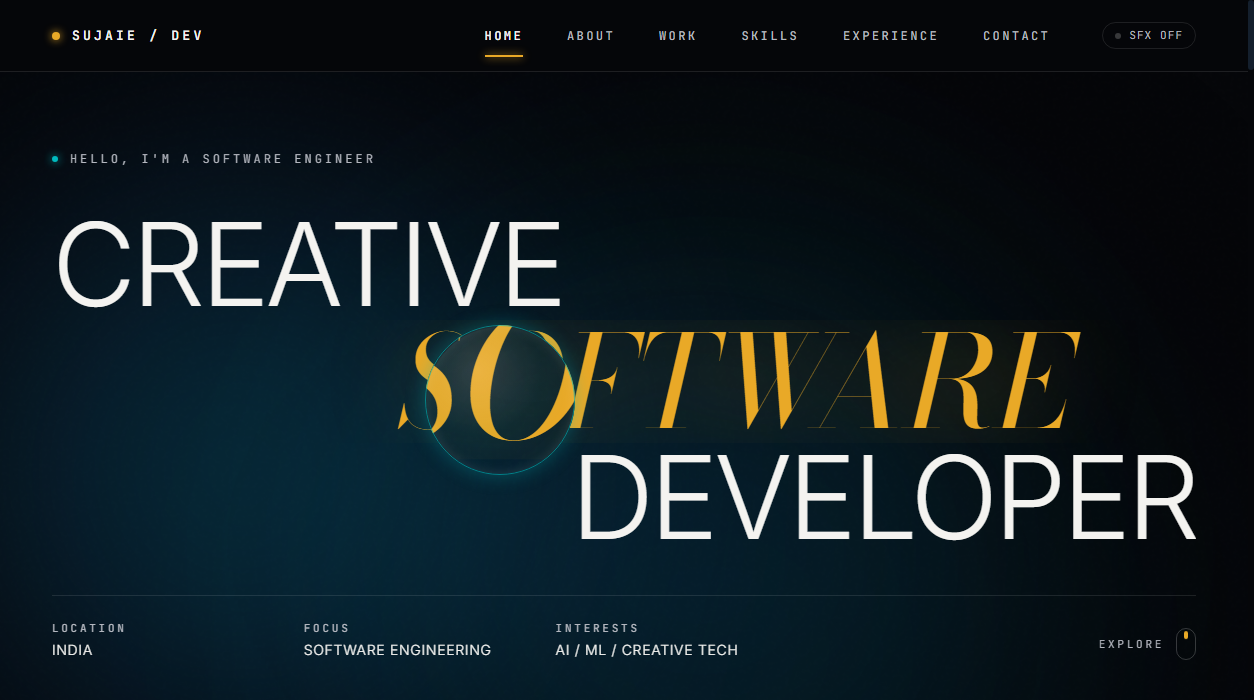 SUJAIE / DEV
HOME ABOUT WORK SKILLS EXPERIENCE CONTACT SFX OFF
HELLO, I'M A SOFTWARE ENGINEER
CREATIVE
SOFTWARE
DEVELOPER
LOCATION FOCUS INTERESTS
INDIA SOFTWARE ENGINEERING AI / ML / CREATIVE TECH
EXPLORE